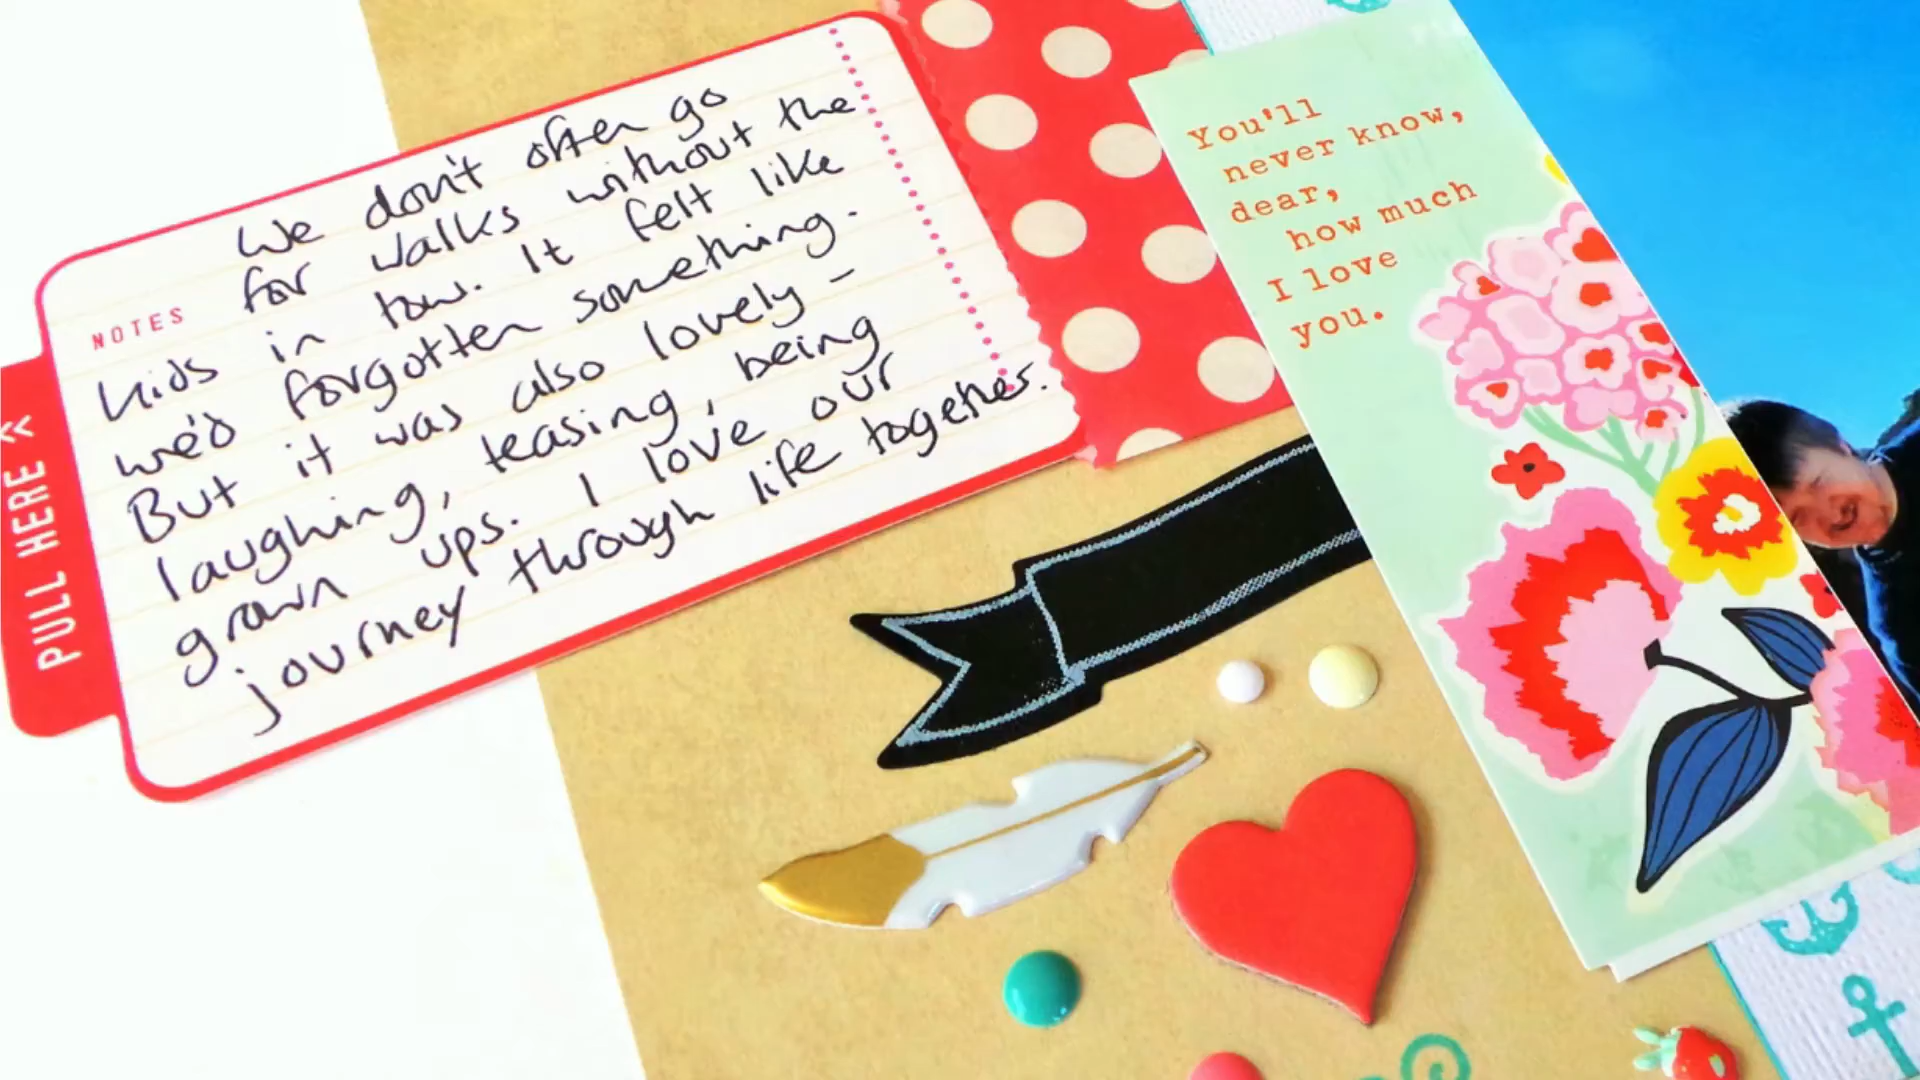 PULL HERE
NOTES
We don't often go
for walks without the
kids in tow. It felt like
we'd forgotten something.
But it was also lovely -
laughing, teasing, being
grown ups. I love our
journey through life together.
You'll
never know,
dear,
how much
I love
you.